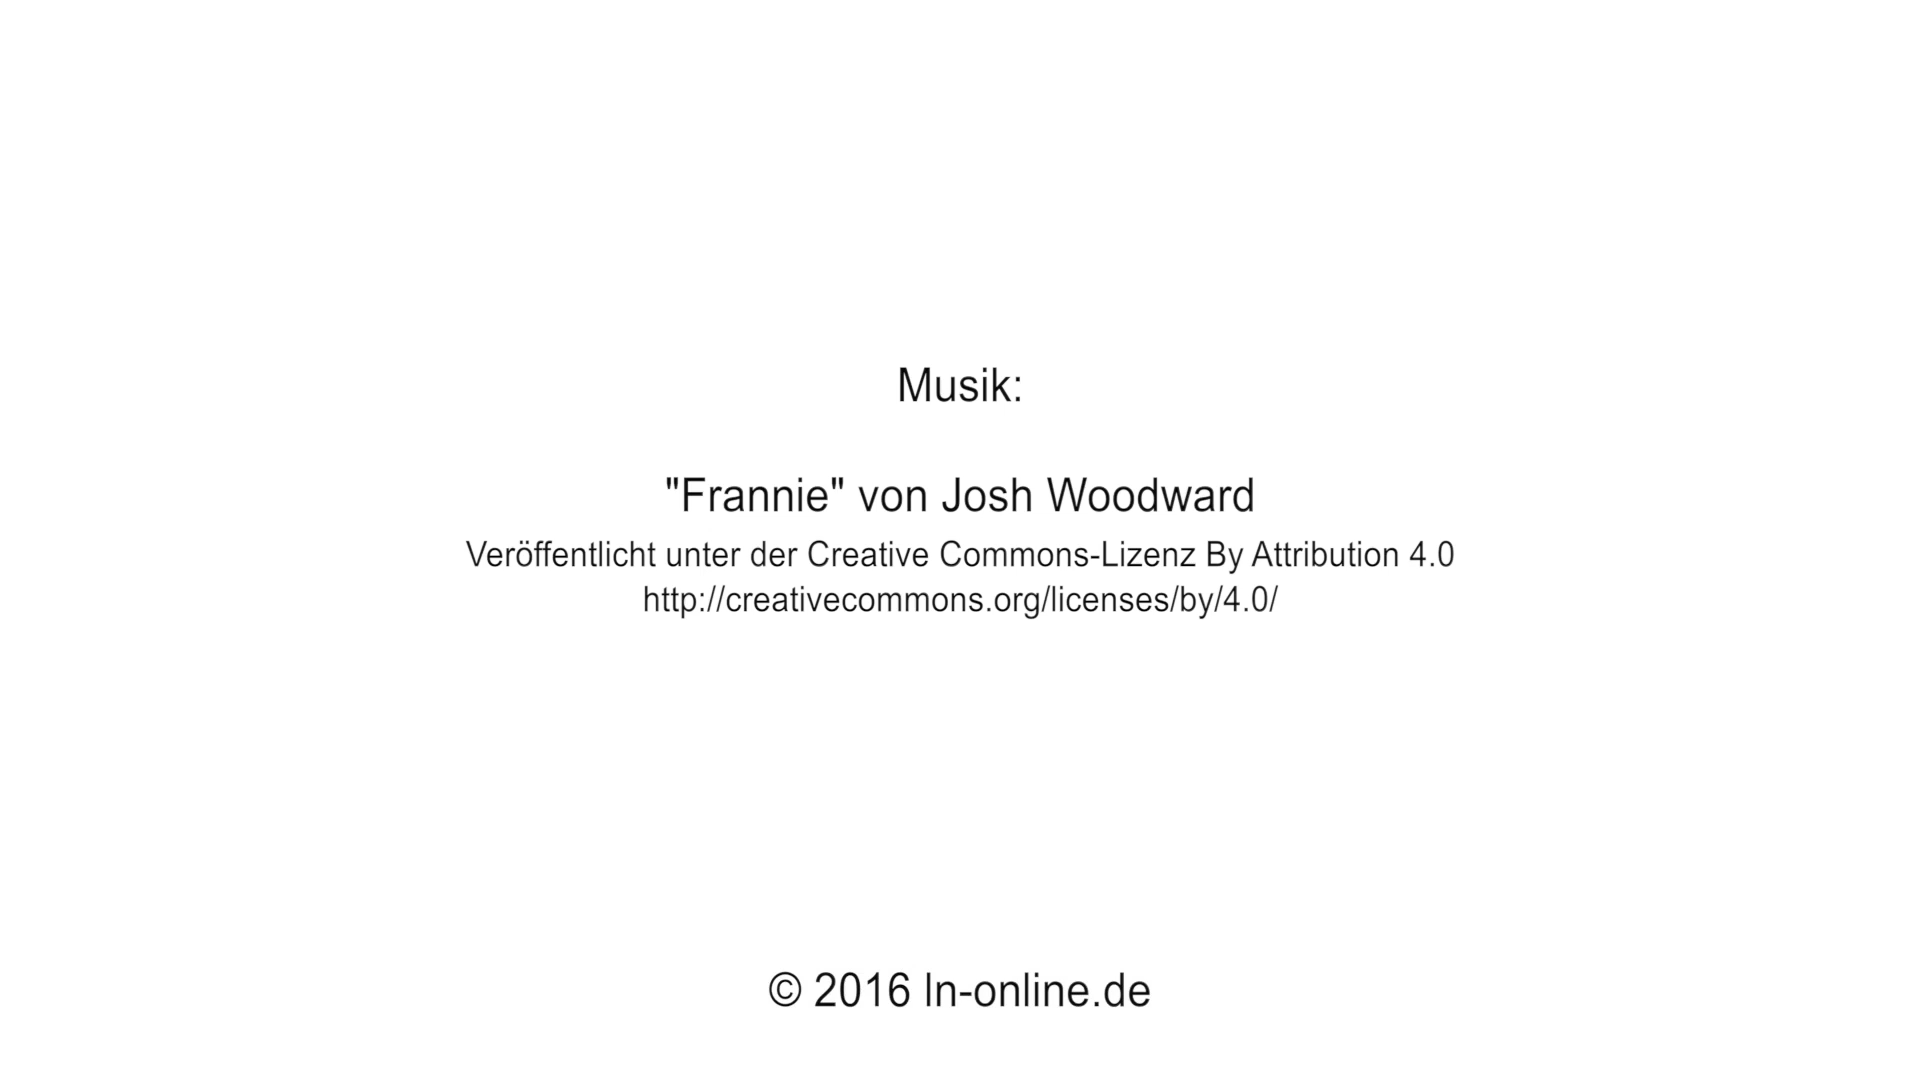 Musik:
"Frannie" von Josh Woodward
Veröffentlicht unter der Creative Commons-Lizenz By Attribution 4.0
http://creativecommons.org/licenses/by/4.0/
© 2016 ln-online.de